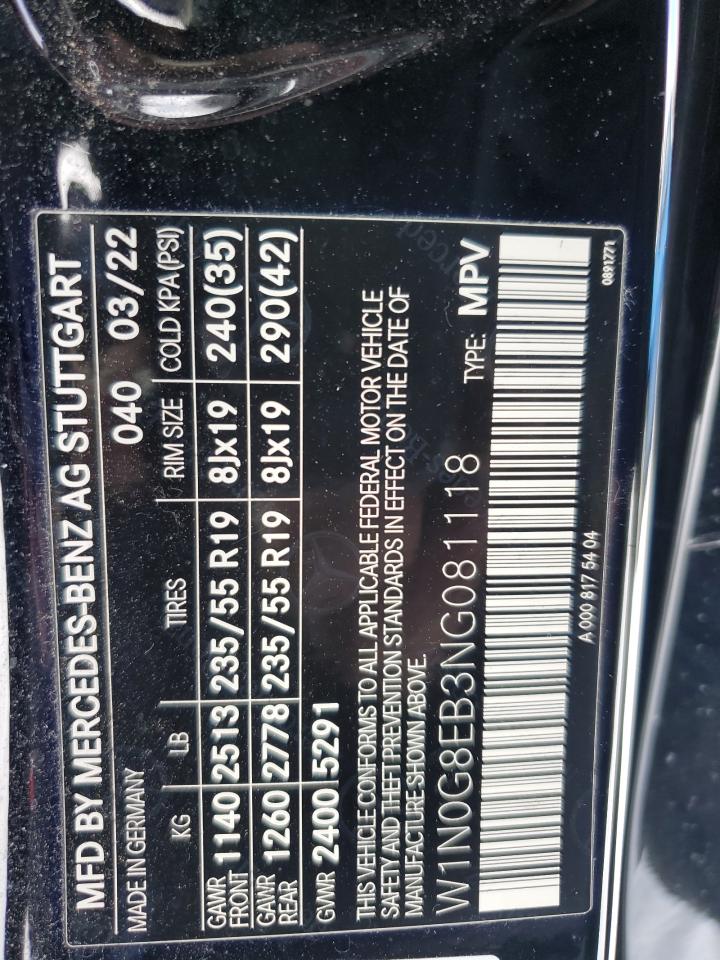 MFD BY MERCEDES-BENZ AG STUTTGART
MADE IN GERMANY 040 03/22
KG LB TIRES RIM SIZE COLD KPA (PSI)
GAWR FRONT 1140 2513 235/55 R19 8Jx19 240(35)
GAWR REAR 1260 2778 235/55 R19 8Jx19 290(42)
GVWR 2400 5291
THIS VEHICLE CONFORMS TO ALL APPLICABLE FEDERAL MOTOR VEHICLE
SAFETY AND THEFT PREVENTION STANDARDS IN EFFECT ON THE DATE OF
MANUFACTURE SHOWN ABOVE.
W1N0G8EB3NG081118 TYPE: MPV
A 000 817 54 04 0891771